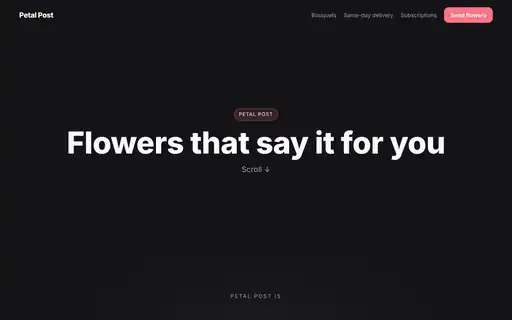 Petal Post
Bouquets Same-day delivery Subscriptions Send flowers
PETAL POST
Flowers that say it for you
Scroll ↓
PETAL POST IS